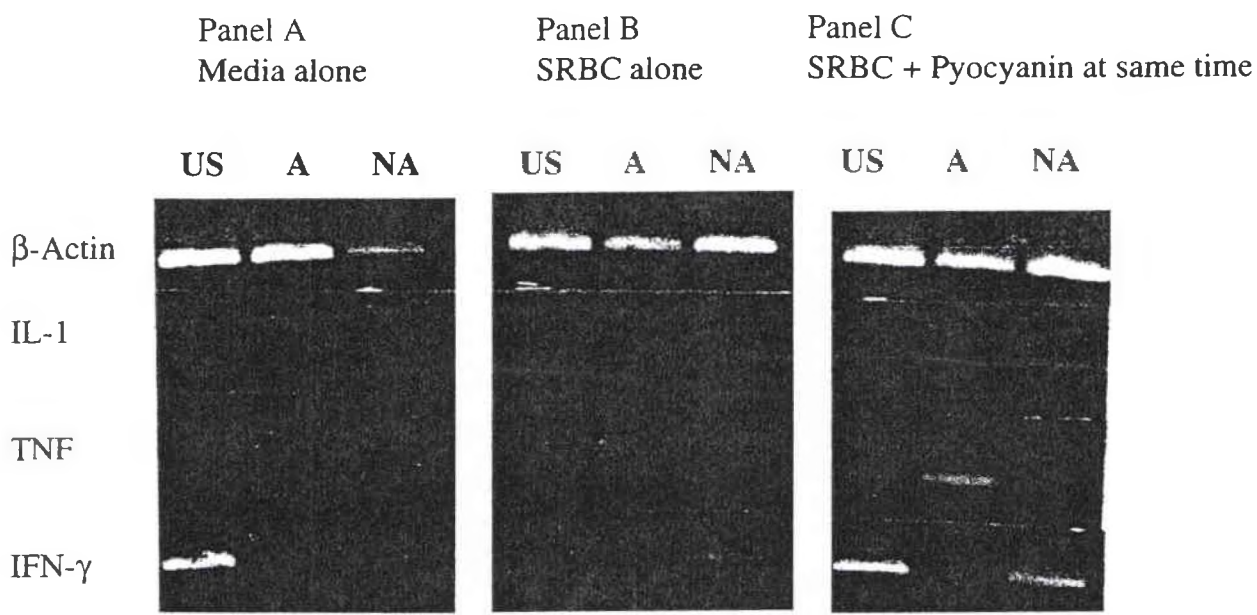 Panel A
Media alone
Panel B
SRBC alone
Panel C
SRBC + Pyocyanin at same time
US A NA
US A NA
US A NA
β-Actin
IL-1
TNF
IFN-γ